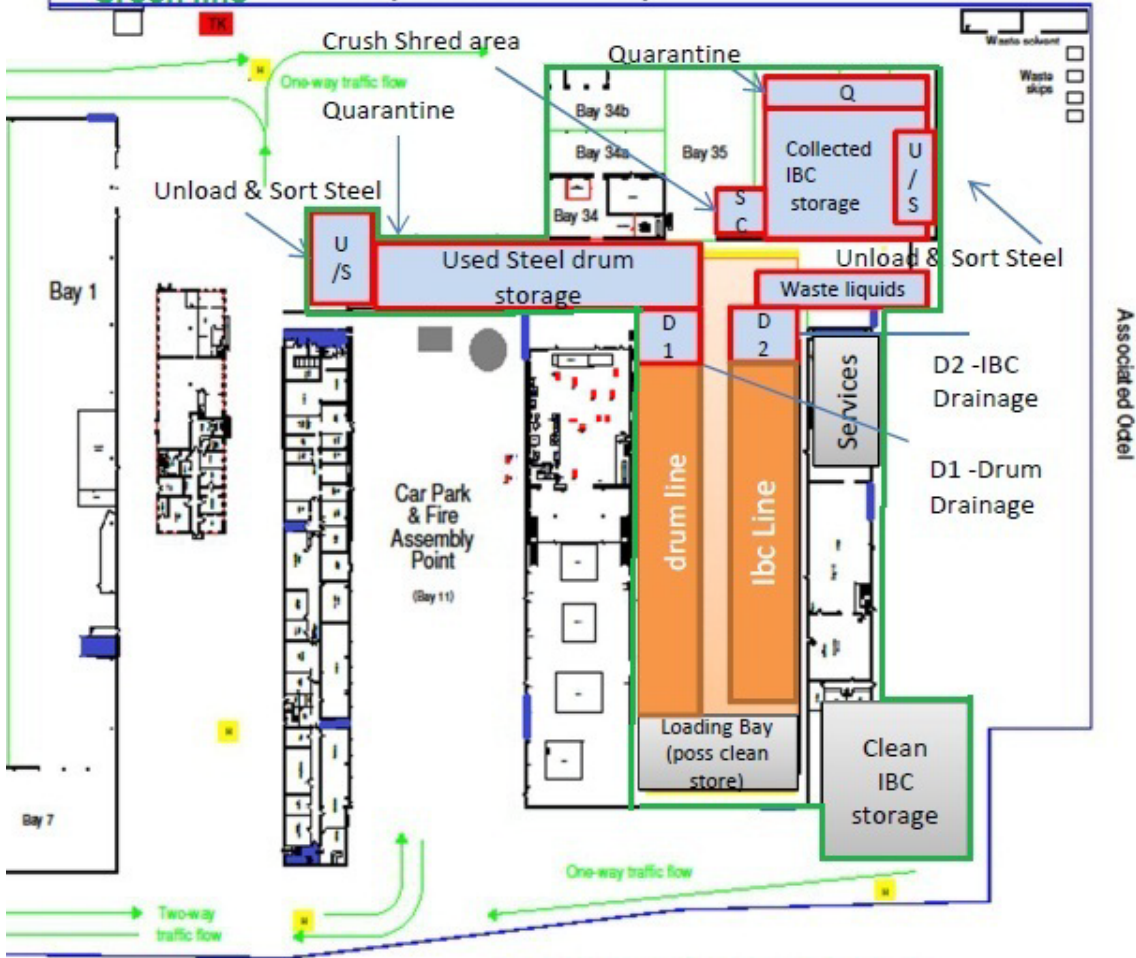 Green line
TK
Crush Shred area
Quarantine
Waste solvent
Waste
skips
One-way traffic flow
Quarantine
Q
Bay 34b
Bay 34a
Bay 35
Collected
IBC
storage
U
/
S
S
C
Unload & Sort Steel
Bay 34
U
/S
Used Steel drum
storage
Unload & Sort Steel
Waste liquids
Bay 1
D
1
D
2
D2 -IBC
Drainage
Services
Associated Octel
D1 -Drum
Drainage
drum line
Ibc Line
Car Park
& Fire
Assembly
Point
(Bay 11)
Loading Bay
(poss clean
store)
Clean
IBC
storage
Bay 7
One-way traffic flow
Two-way
traffic flow